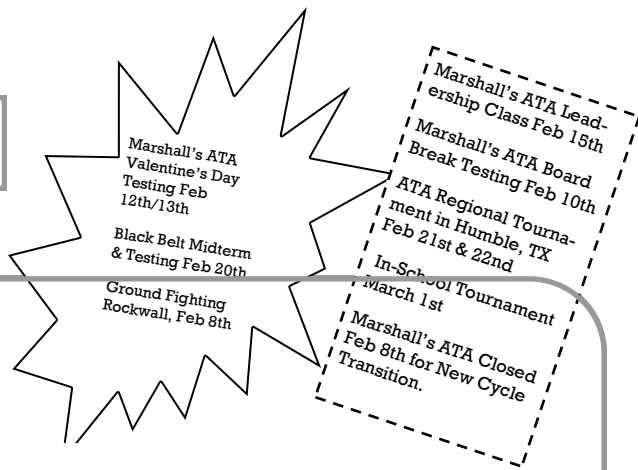 Marshall’s ATA
Valentine’s Day
Testing Feb
12th/13th
Black Belt Midterm
& Testing Feb 20th
Ground Fighting
Rockwall, Feb 8th
Marshall’s ATA Lead-
ership Class Feb 15th
Marshall’s ATA Board
Break Testing Feb 10th
ATA Regional Tourna-
ment in Humble, TX
Feb 21st & 22nd
In-School Tournament
March 1st
Marshall’s ATA Closed
Feb 8th for New Cycle
Transition.